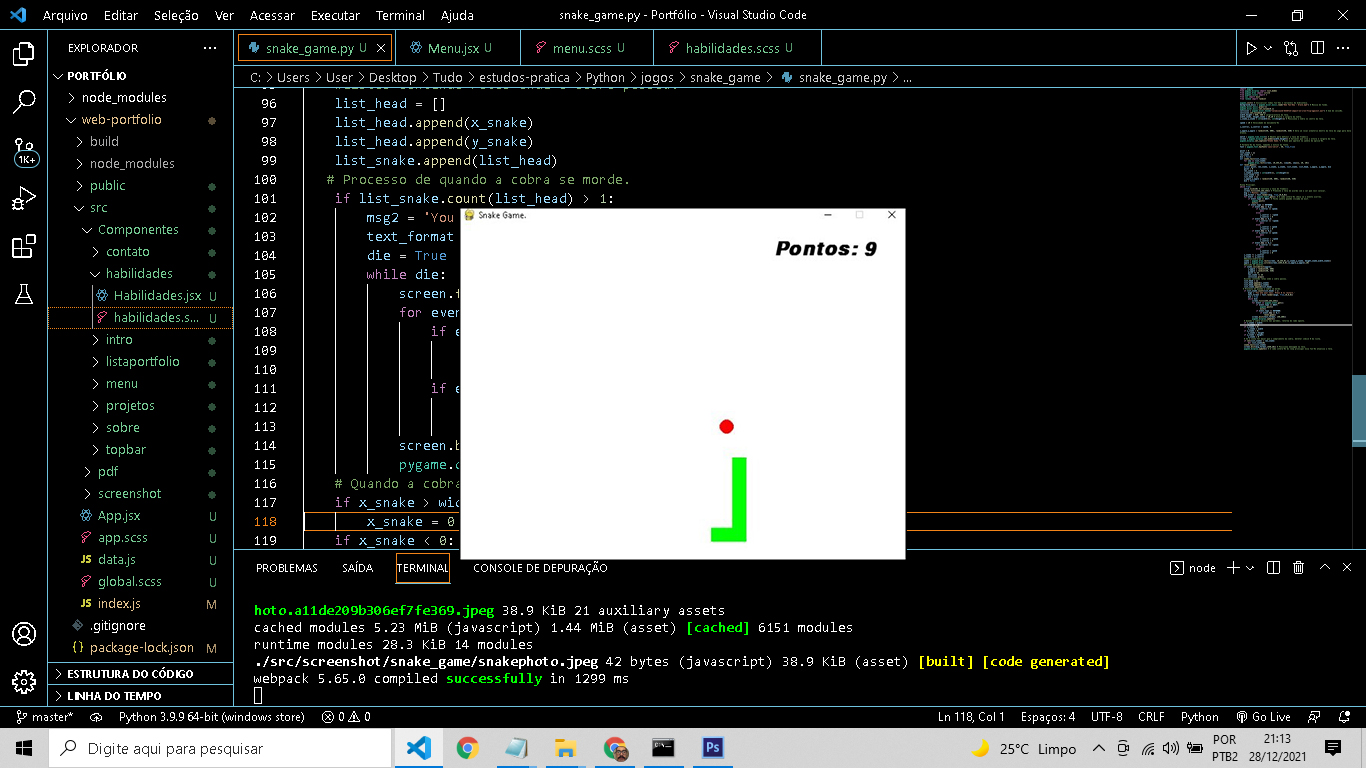 Arquivo Editar Seleção Ver Acessar Executar Terminal Ajuda
snake_game.py - Portfólio - Visual Studio Code
EXPLORADOR
PORTFÓLIO
node_modules
web-portfolio
build
node_modules
public
src
Componentes
contato
habilidades
Habilidades.jsx U
habilidades.s... U
intro
listaportfolio
menu
projetos
sobre
topbar
pdf
screenshot
App.jsx U
app.scss U
JS data.js U
global.scss U
JS index.js M
.gitignore
{} package-lock.json M
ESTRUTURA DO CÓDIGO
LINHA DO TEMPO
1K+
snake_game.py U
Menu.jsx U
menu.scss U
habilidades.scss U
C: > Users > User > Desktop > Tudo > estudos-pratica > Python > jogos > snake_game > snake_game.py > ...
96 list_head = []
97 list_head.append(x_snake)
98 list_head.append(y_snake)
99 list_snake.append(list_head)
100 # Processo de quando a cobra se morde.
101 if list_snake.count(list_head) > 1:
102 msg2 = 'You
103 text_format
104 die = True
105 while die:
106 screen.
107 for ever
108 if e
109
110
111 if e
112
113
114 screen.
115 pygame.
116 # Quando a cobra
117 if x_snake > wid
118 x_snake = 0
119 if x_snake < 0:
Snake Game.
Pontos: 9
PROBLEMAS SAÍDA TERMINAL CONSOLE DE DEPURAÇÃO
node
hoto.a11de209b306ef7fe369.jpeg 38.9 KiB 21 auxiliary assets
cached modules 5.23 MiB (javascript) 1.44 MiB (asset) [cached] 6151 modules
runtime modules 28.3 KiB 14 modules
./src/screenshot/snake_game/snakephoto.jpeg 42 bytes (javascript) 38.9 KiB (asset) [built] [code generated]
webpack 5.65.0 compiled successfully in 1299 ms
master* Python 3.9.9 64-bit (windows store) 0 0
Ln 118, Col 1 Espaços: 4 UTF-8 CRLF Python Go Live
Digite aqui para pesquisar
Ps
25°C Limpo
POR
PTB2
21:13
28/12/2021